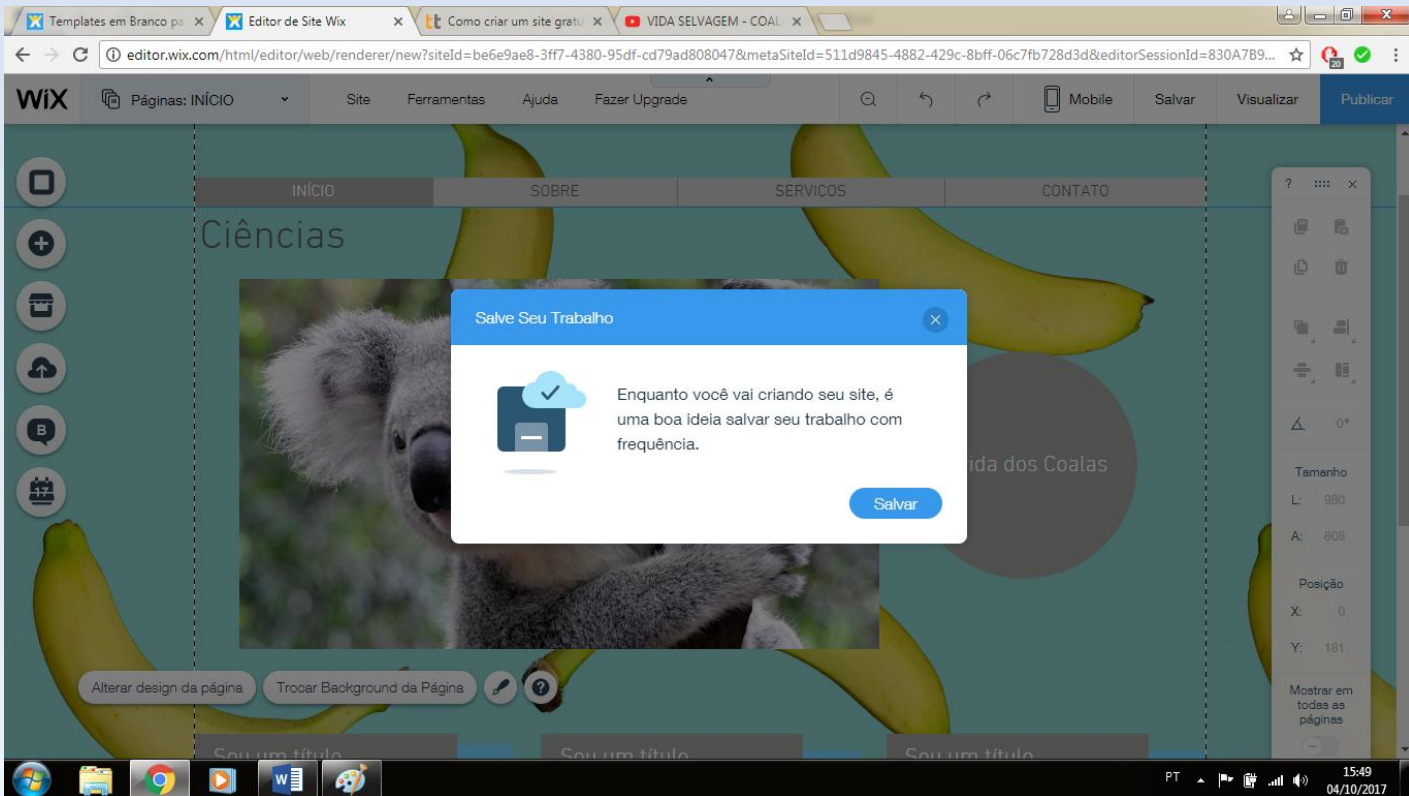 Templates em Branco pa
Editor de Site Wix
Como criar um site gratu
VIDA SELVAGEM - COAL
editor.wix.com/html/editor/web/renderer/new?siteId=be6e9ae8-3ff7-4380-95df-cd79ad808047&metaSiteId=511d9845-4882-429c-8bff-06c7fb728d3d&editorSessionId=830A7B9...
20
WiX
Páginas: INÍCIO
Site
Ferramentas
Ajuda
Fazer Upgrade
Mobile
Salvar
Visualizar
Publicar
INÍCIO
SOBRE
SERVIÇOS
CONTATO
Ciências
Salve Seu Trabalho
Enquanto você vai criando seu site, é
uma boa ideia salvar seu trabalho com
frequência.
Salvar
ida dos Coalas
B
17
?
0°
Tamanho
L: 980
A: 808
Posição
X: 0
Y: 181
Mostrar em
todas as
páginas
Alterar design da página
Trocar Background da Página
?
Sou um título
Sou um título
Sou um título
PT
15:49
04/10/2017